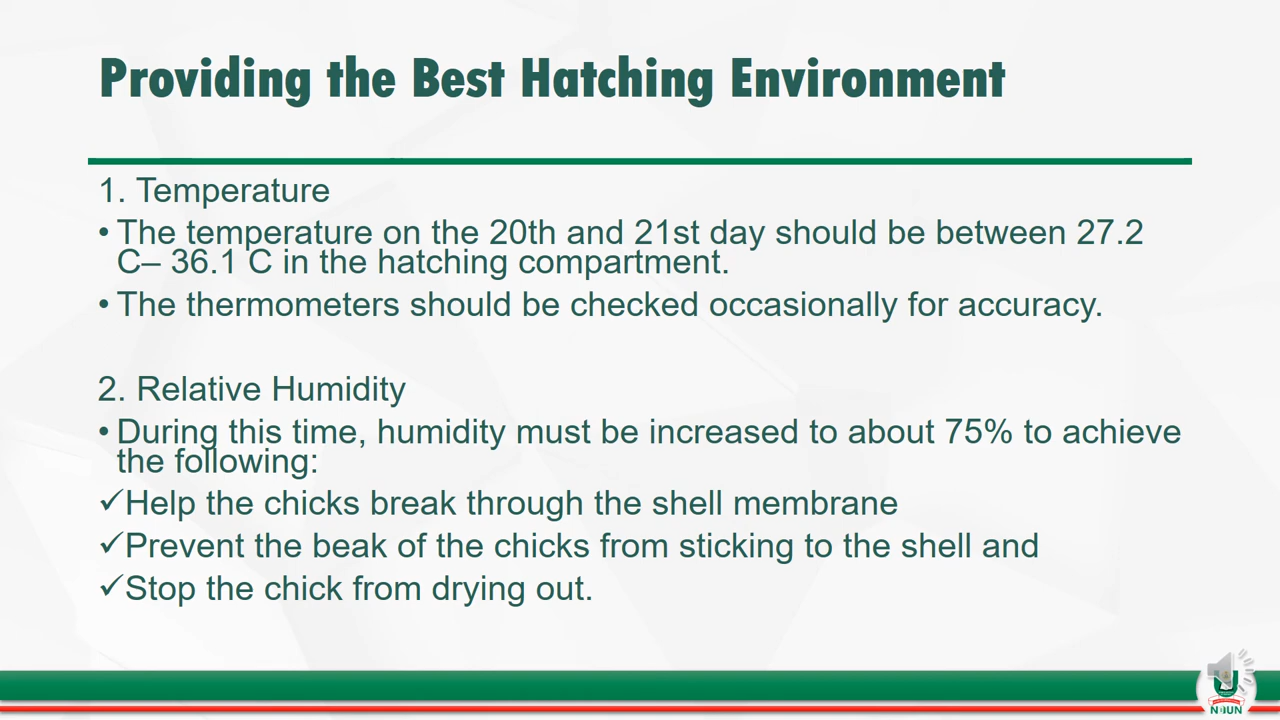 Providing the Best Hatching Environment
1. Temperature
• The temperature on the 20th and 21st day should be between 27.2
C– 36.1 C in the hatching compartment.
• The thermometers should be checked occasionally for accuracy.
2. Relative Humidity
• During this time, humidity must be increased to about 75% to achieve
the following:
✓Help the chicks break through the shell membrane
✓Prevent the beak of the chicks from sticking to the shell and
✓Stop the chick from drying out.
NOUN